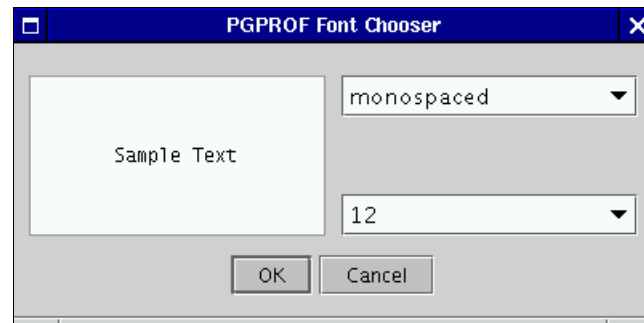 PGPROF Font Chooser
monospaced
Sample Text
12
OK Cancel